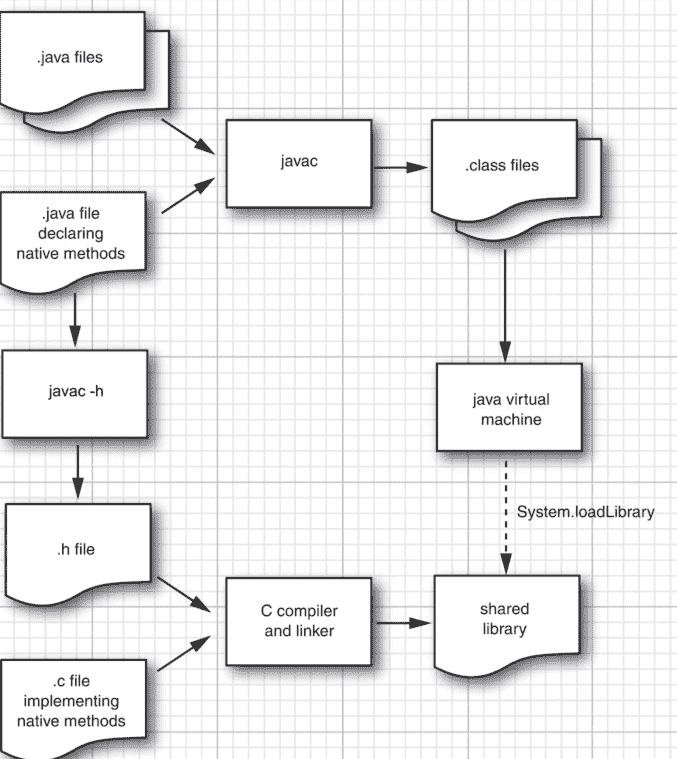 .java files
javac
.class files
.java file
declaring
native methods
javac -h
java virtual
machine
System.loadLibrary
.h file
C compiler
and linker
shared
library
.c file
implementing
native methods